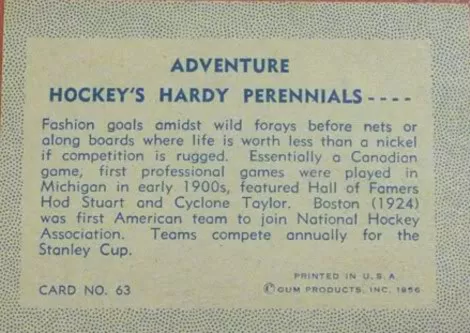 ADVENTURE
HOCKEY'S HARDY PERENNIALS----
Fashion goals amidst wild forays before nets or
along boards where life is worth less than a nickel
if competition is rugged. Essentially a Canadian
game, first professional games were played in
Michigan in early 1900s, featured Hall of Famers
Hod Stuart and Cyclone Taylor. Boston (1924)
was first American team to join National Hockey
Association. Teams compete annually for the
Stanley Cup.
PRINTED IN U.S.A.
CARD NO. 63
©GUM PRODUCTS, INC. 1956